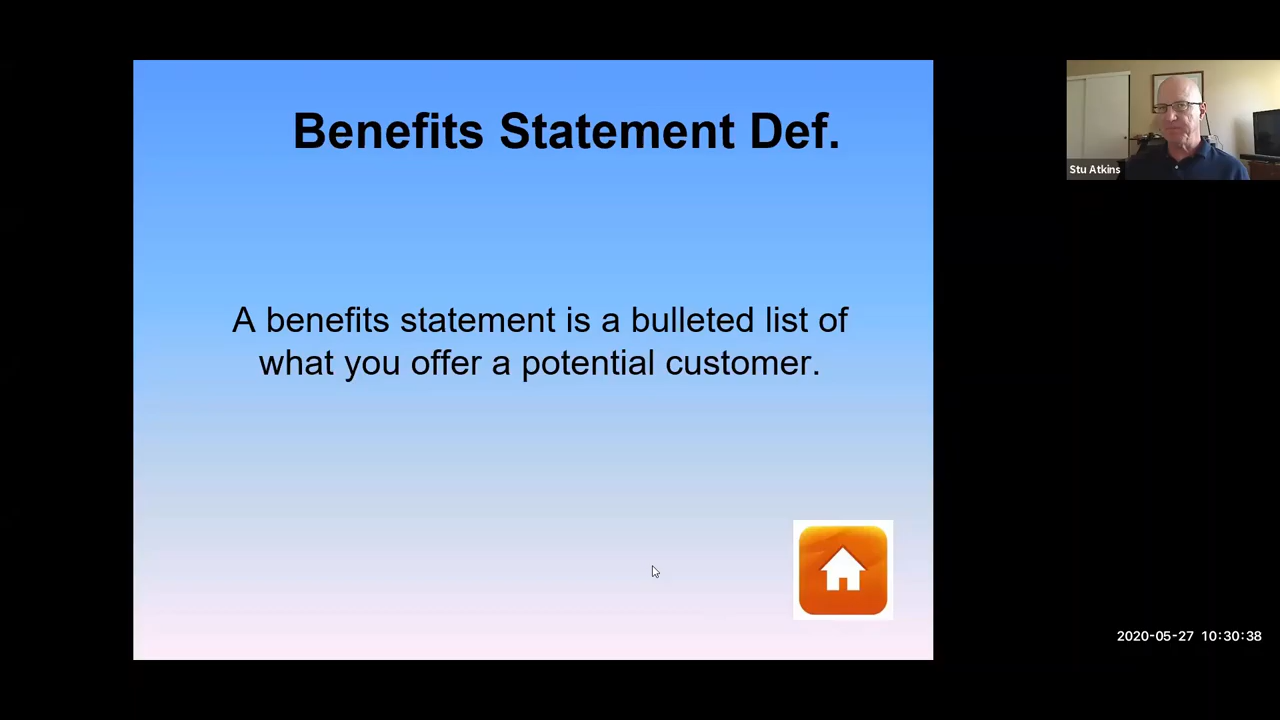 Benefits Statement Def.
A benefits statement is a bulleted list of
what you offer a potential customer.
Stu Atkins
2020-05-27 10:30:38